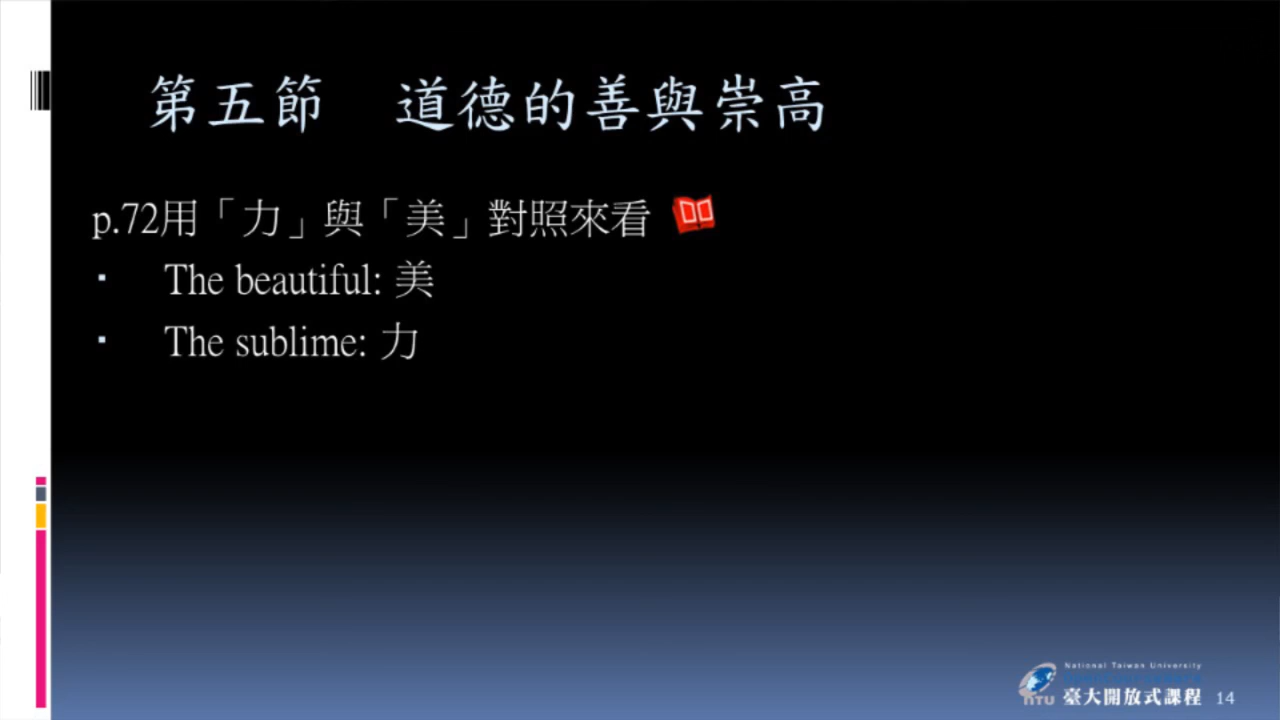 第五節 道德的善與崇高
p.72用「力」與「美」對照來看
▪ The beautiful: 美
▪ The sublime: 力
National Taiwan University
NTU 臺大開放式課程 14